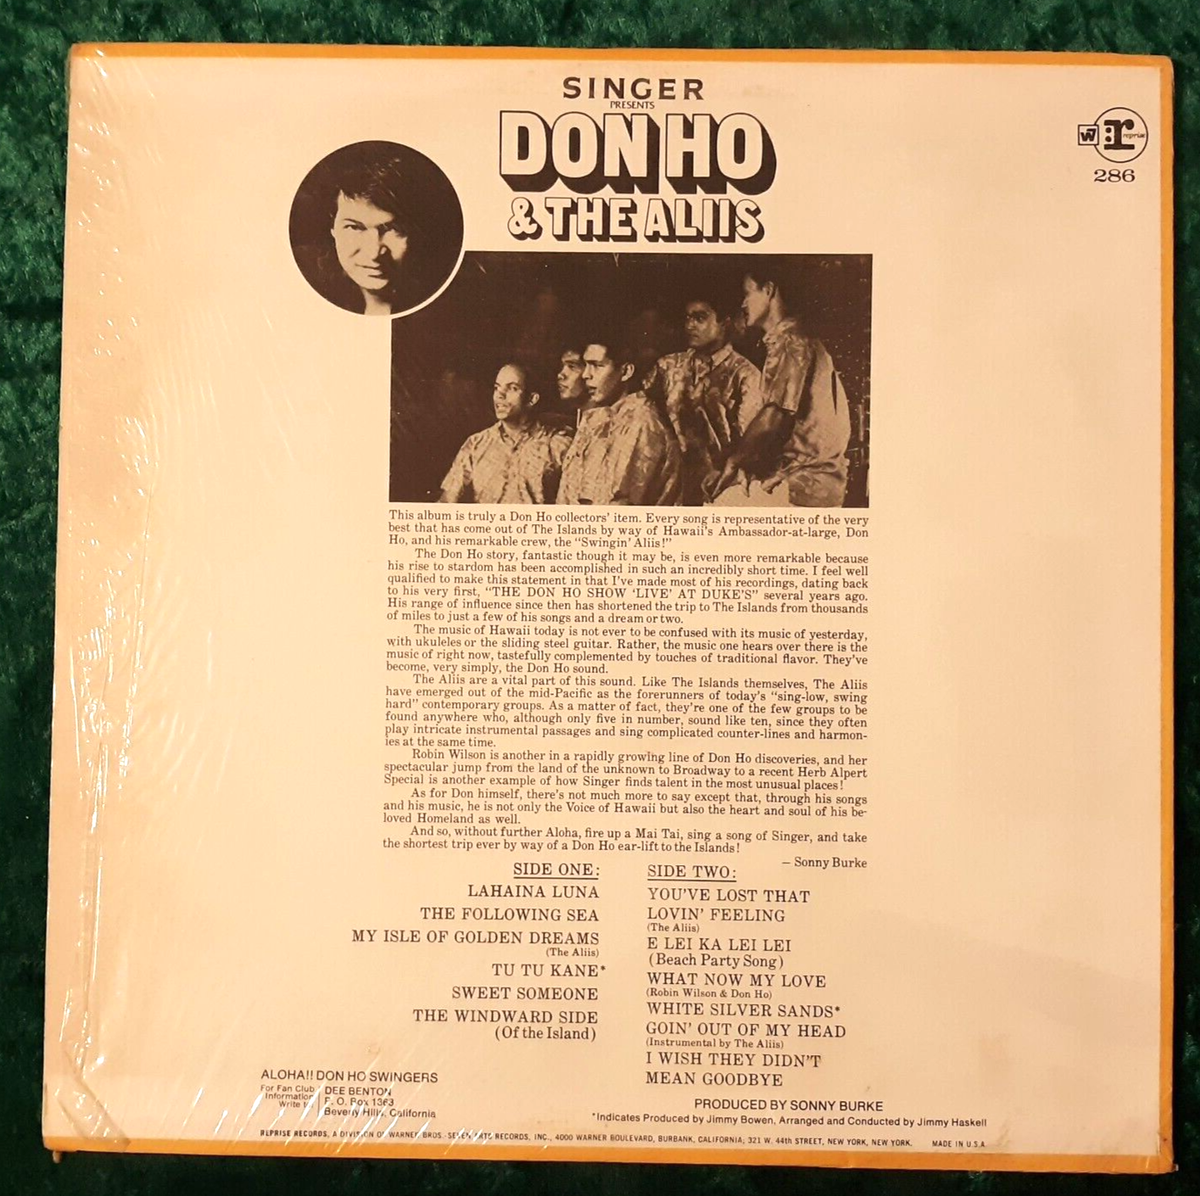 SINGER
PRESENTS
DON HO
& THE ALIIS
W
r: reprise
286
This album is truly a Don Ho collectors' item. Every song is representative of the very
best that has come out of The Islands by way of Hawaii's Ambassador-at-large, Don
Ho, and his remarkable crew, the "Swingin' Aliis!"
The Don Ho story, fantastic though it may be, is even more remarkable because
his rise to stardom has been accomplished in such an incredibly short time. I feel well
qualified to make this statement in that I've made most of his recordings, dating back
to his very first, "THE DON HO SHOW 'LIVE' AT DUKE'S" several years ago.
His range of influence since then has shortened the trip to The Islands from thousands
of miles to just a few of his songs and a dream or two.
The music of Hawaii today is not ever to be confused with its music of yesterday,
with ukuleles or the sliding steel guitar. Rather, the music one hears over there is the
music of right now, tastefully complemented by touches of traditional flavor. They've
become, very simply, the Don Ho sound.
The Aliis are a vital part of this sound. Like The Islands themselves, The Aliis
have emerged out of the mid-Pacific as the forerunners of today's "sing-low, swing
hard" contemporary groups. As a matter of fact, they're one of the few groups to be
found anywhere who, although only five in number, sound like ten, since they often
play intricate instrumental passages and sing complicated counter-lines and harmon-
ies at the same time.
Robin Wilson is another in a rapidly growing line of Don Ho discoveries, and her
spectacular jump from the land of the unknown to Broadway to a recent Herb Alpert
Special is another example of how Singer finds talent in the most unusual places!
As for Don himself, there's not much more to say except that, through his songs
and his music, he is not only the Voice of Hawaii but also the heart and soul of his be-
loved Homeland as well.
And so, without further Aloha, fire up a Mai Tai, sing a song of Singer, and take
the shortest trip ever by way of a Don Ho ear-lift to the Islands!
– Sonny Burke
SIDE ONE:
LAHAINA LUNA
THE FOLLOWING SEA
MY ISLE OF GOLDEN DREAMS
(The Aliis)
TU TU KANE*
SWEET SOMEONE
THE WINDWARD SIDE
(Of the Island)
SIDE TWO:
YOU'VE LOST THAT
LOVIN' FEELING
(The Aliis)
E LEI KA LEI LEI
(Beach Party Song)
WHAT NOW MY LOVE
(Robin Wilson & Don Ho)
WHITE SILVER SANDS*
GOIN' OUT OF MY HEAD
(Instrumental by The Aliis)
I WISH THEY DIDN'T
MEAN GOODBYE
ALOHA!! DON HO SWINGERS
For Fan Club
Information
Write to
DEE BENTON
P. O. Box 1363
Beverly Hills, California
PRODUCED BY SONNY BURKE
*Indicates Produced by Jimmy Bowen, Arranged and Conducted by Jimmy Haskell
REPRISE RECORDS, A DIVISION OF WARNER BROS.-SEVEN ARTS RECORDS, INC., 4000 WARNER BOULEVARD, BURBANK, CALIFORNIA; 321 W. 44th STREET, NEW YORK, NEW YORK. MADE IN U.S.A.